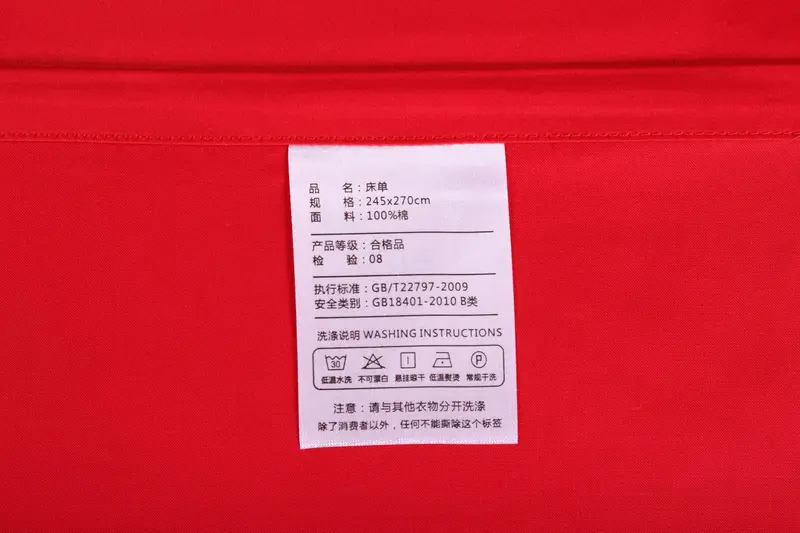 品 名：床单
规 格：245x270cm
面 料：100%棉
产品等级：合格品
检 验：08
执行标准：GB/T22797-2009
安全类别：GB18401-2010 B类
洗涤说明 WASHING INSTRUCTIONS
30 P
低温水洗 不可漂白 悬挂晾干 低温熨烫 常规干洗
注意：请与其他衣物分开洗涤
除了消费者以外，任何不能撕除这个标签